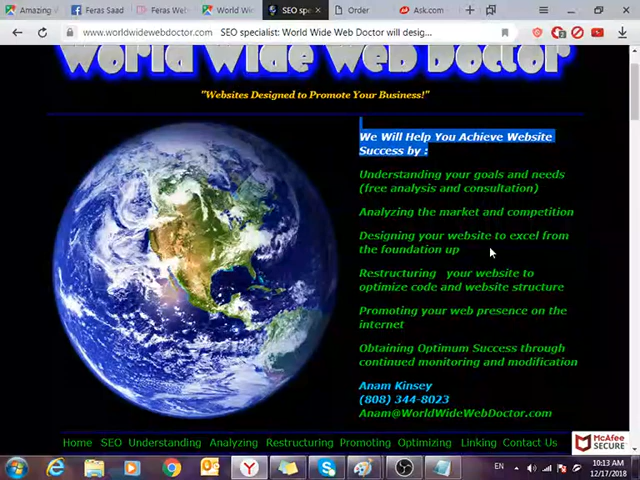 Amazing
Feras Saad
Feras Web
World Win
SEO spe
Order
Ask.com
www.worldwidewebdoctor.com SEO specialist: World Wide Web Doctor will desig...
World Wide Web Doctor
"Websites Designed to Promote Your Business!"
We Will Help You Achieve Website
Success by :
Understanding your goals and needs
(free analysis and consultation)
Analyzing the market and competition
Designing your website to excel from
the foundation up
Restructuring your website to
optimize code and website structure
Promoting your web presence on the
internet
Obtaining Optimum Success through
continued monitoring and modification
Anam Kinsey
(808) 344-8023
Anam@WorldWideWebDoctor.com
Home SEO Understanding Analyzing Restructuring Promoting Optimizing Linking Contact Us
McAfee
SECURE
EN
10:13 AM
12/17/2018